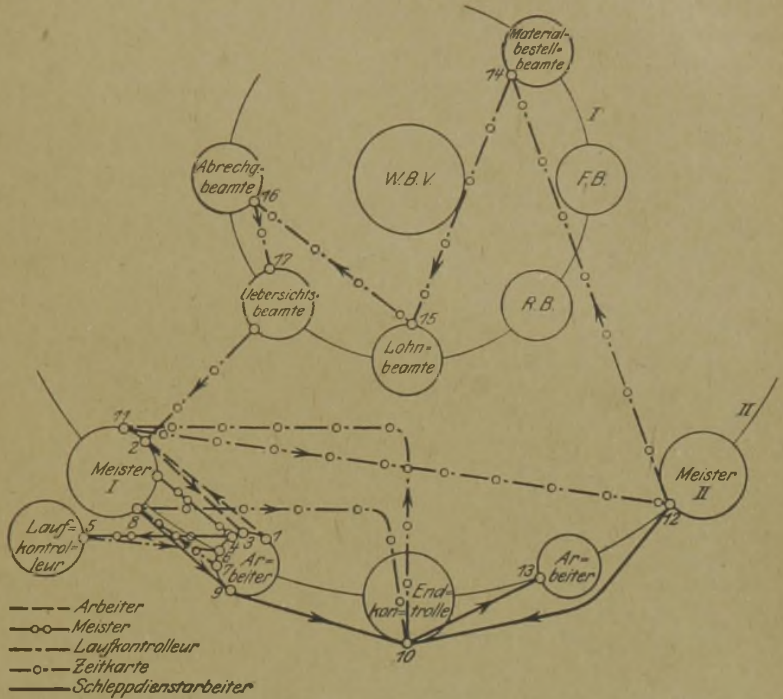 Material-
bestell-
beamte
14
I
Abrechg-
beamte
16
W.B.V.
F.B.
17
Uebersichts-
beamte
15
Lohn-
beamte
R.B.
11
2
II
Meister
I
Meister
II
8
12
Lauf-
kontrol-
leur
5
1
3
4
6
7
Ar-
beiter
9
13
Ar-
beiter
End-
kon-
trolle
10
Arbeiter
Meister
Laufkontrolleur
Zeitkarte
Schleppdienstarbeiter